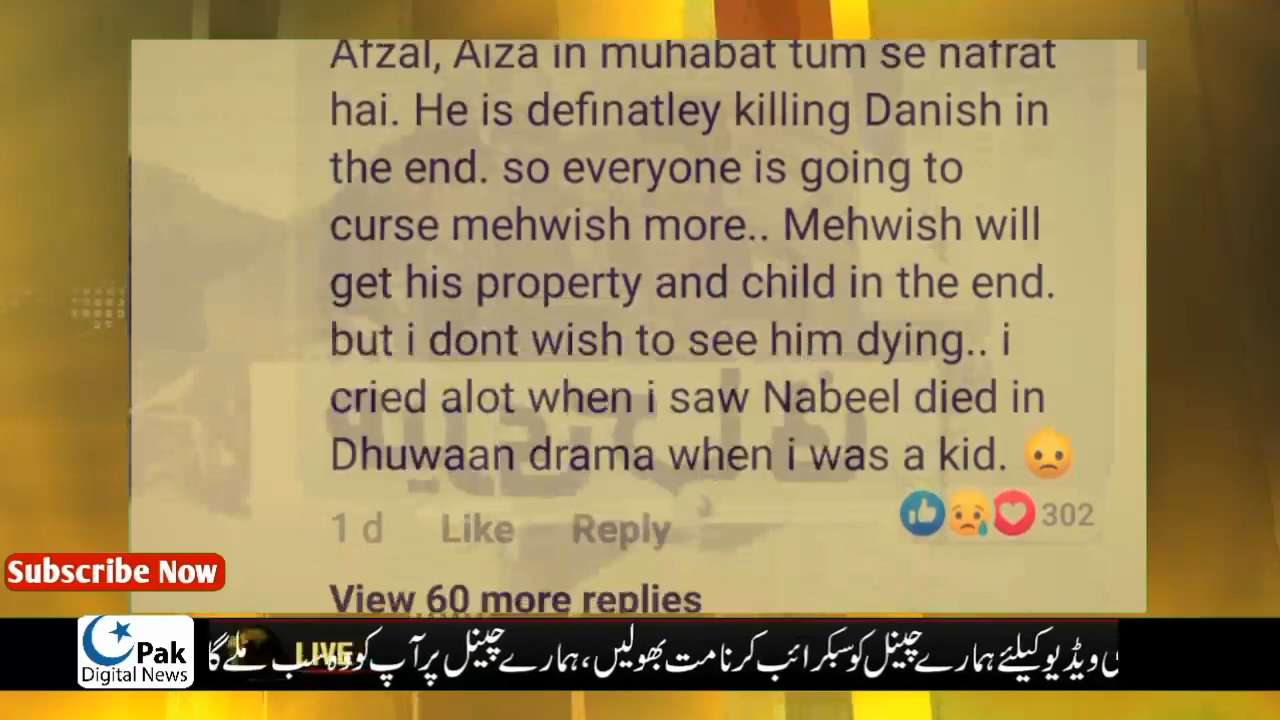 Afzal, Aiza in muhabat tum se nafrat
hai. He is definatley killing Danish in
the end. so everyone is going to
curse mehwish more.. Mehwish will
get his property and child in the end.
but i dont wish to see him dying.. i
cried alot when i saw Nabeel died in
Dhuwaan drama when i was a kid. 😞
302
1 d Like Reply
View 60 more replies
Subscribe Now
Pak
Digital News
LIVE
ویڈیو کیلئے ہمارے چینل کو سبکرائب کرنا مت بھولیں، ہمارے چینل پر آپ کو وہ سب ملے گا